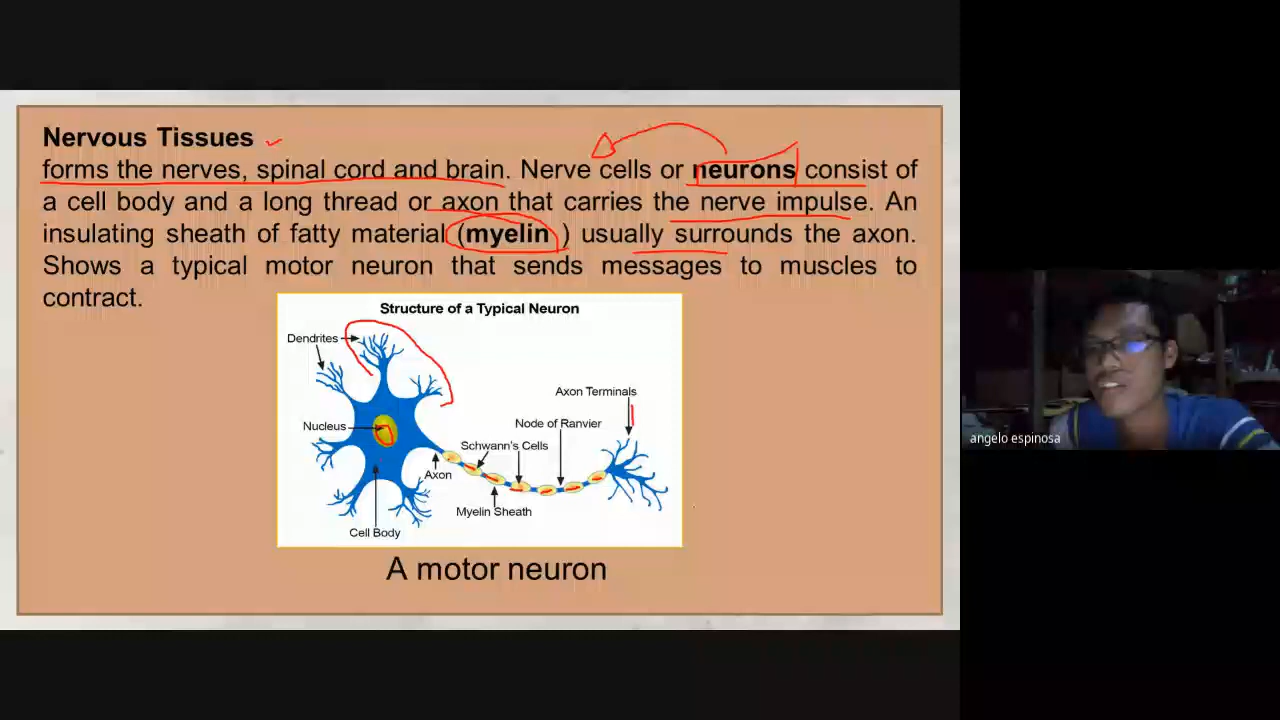 Nervous Tissues
forms the nerves, spinal cord and brain. Nerve cells or neurons consist of
a cell body and a long thread or axon that carries the nerve impulse. An
insulating sheath of fatty material (myelin ) usually surrounds the axon.
Shows a typical motor neuron that sends messages to muscles to
contract.
Structure of a Typical Neuron
Dendrites
Axon Terminals
Node of Ranvier
Nucleus
Schwann's Cells
Axon
Myelin Sheath
Cell Body
A motor neuron
angelo espinosa